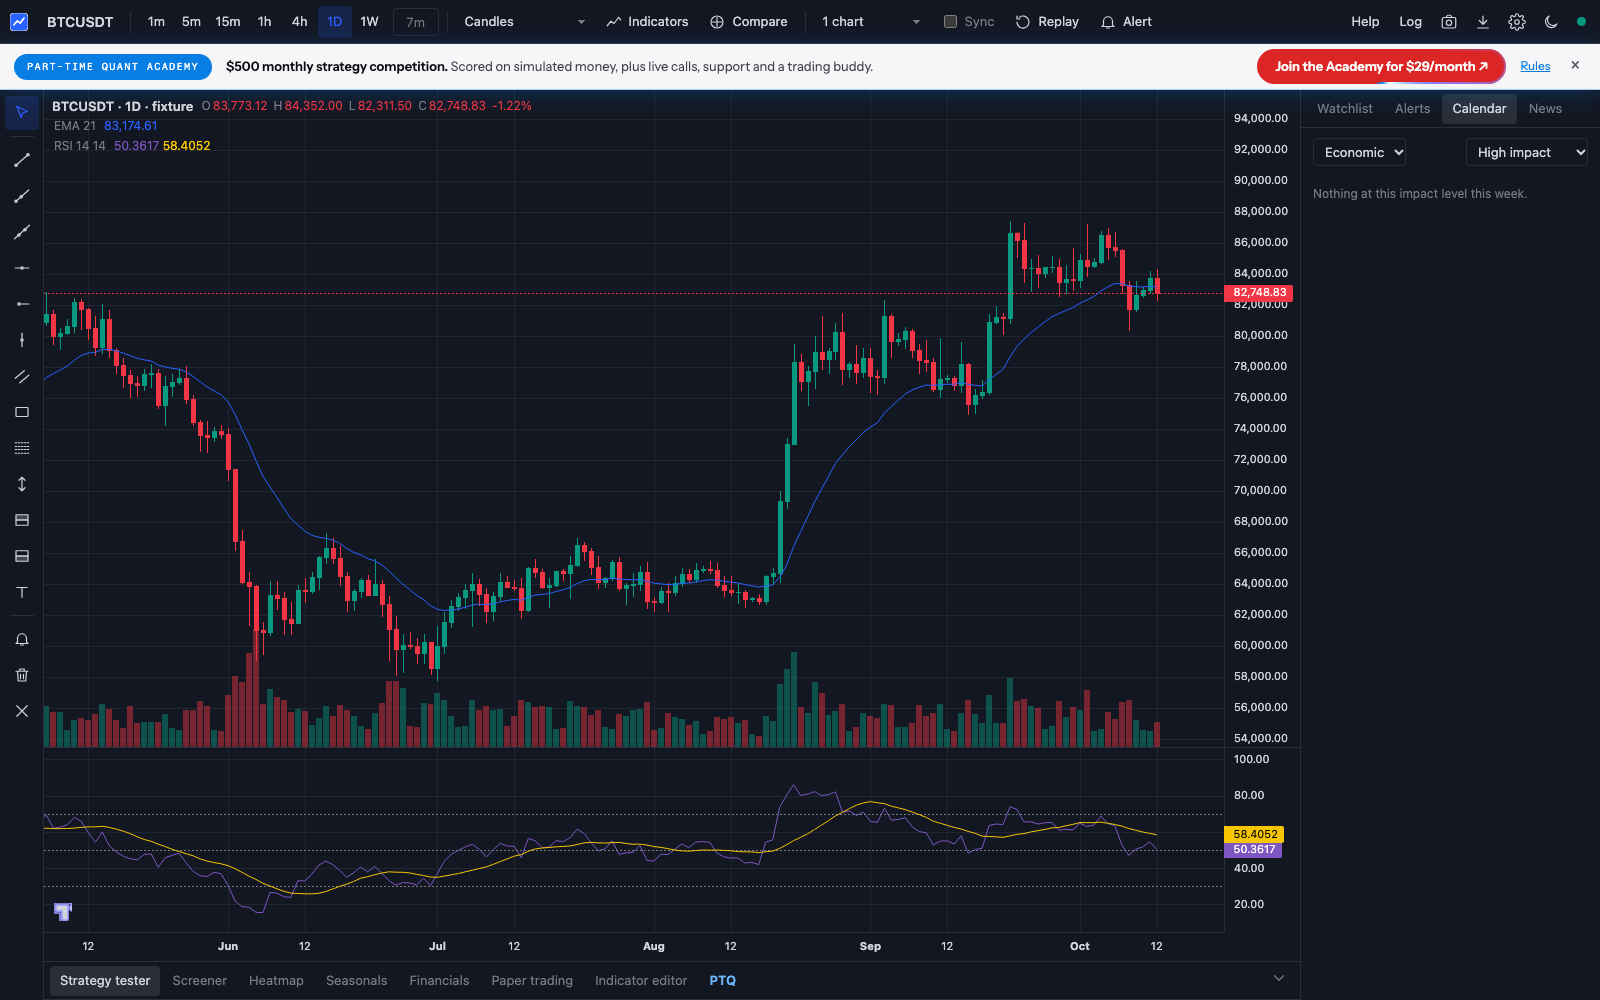 BTCUSDT 1m 5m 15m 1h 4h 1D 1W 7m Candles Indicators Compare 1 chart Sync Replay Alert Help Log
PART-TIME QUANT ACADEMY $500 monthly strategy competition. Scored on simulated money, plus live calls, support and a trading buddy. Join the Academy for $29/month ↗ Rules ×
BTCUSDT · 1D · fixture O 83,773.12 H 84,352.00 L 82,311.50 C 82,748.83 -1.22%
EMA 21 83,174.61
RSI 14 14 50.3617 58.4052
94,000.00
92,000.00
90,000.00
88,000.00
86,000.00
84,000.00
82,748.83
82,000.00
80,000.00
78,000.00
76,000.00
74,000.00
72,000.00
70,000.00
68,000.00
66,000.00
64,000.00
62,000.00
60,000.00
58,000.00
56,000.00
54,000.00
100.00
80.00
58.4052
50.3617
40.00
20.00
12 Jun 12 Jul 12 Aug 12 Sep 12 Oct 12
Watchlist Alerts Calendar News
Economic High impact
Nothing at this impact level this week.
Strategy tester Screener Heatmap Seasonals Financials Paper trading Indicator editor PTQ